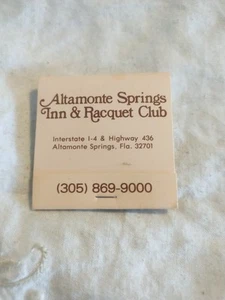 Altamonte Springs
Inn & Racquet Club
Interstate I-4 & Highway 436
Altamonte Springs, Fla. 32701
(305) 869-9000